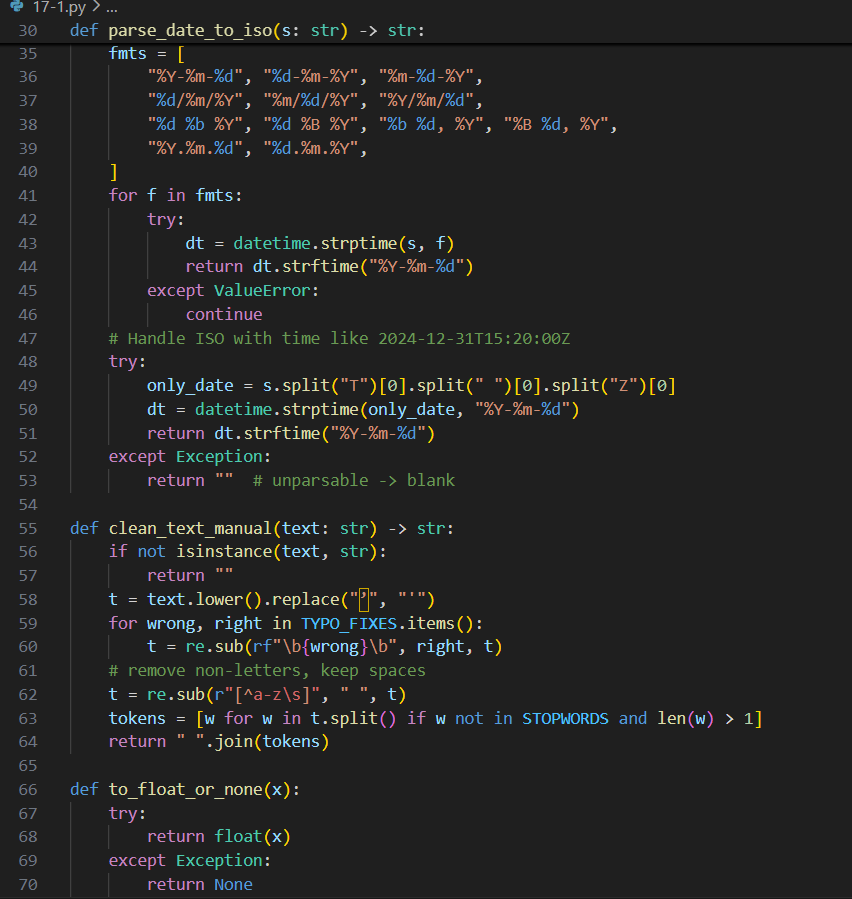 17-1.py > ...
30 def parse_date_to_iso(s: str) -> str:
35     fmts = [
36         "%Y-%m-%d", "%d-%m-%Y", "%m-%d-%Y",
37         "%d/%m/%Y", "%m/%d/%Y", "%Y/%m/%d",
38         "%d %b %Y", "%d %B %Y", "%b %d, %Y", "%B %d, %Y",
39         "%Y.%m.%d", "%d.%m.%Y",
40     ]
41     for f in fmts:
42         try:
43             dt = datetime.strptime(s, f)
44             return dt.strftime("%Y-%m-%d")
45         except ValueError:
46             continue
47     # Handle ISO with time like 2024-12-31T15:20:00Z
48     try:
49         only_date = s.split("T")[0].split(" ")[0].split("Z")[0]
50         dt = datetime.strptime(only_date, "%Y-%m-%d")
51         return dt.strftime("%Y-%m-%d")
52     except Exception:
53         return ""  # unparsable -> blank
54
55 def clean_text_manual(text: str) -> str:
56     if not isinstance(text, str):
57         return ""
58     t = text.lower().replace("’", "'")
59     for wrong, right in TYPO_FIXES.items():
60         t = re.sub(rf"\b{wrong}\b", right, t)
61     # remove non-letters, keep spaces
62     t = re.sub(r"[^a-z\s]", " ", t)
63     tokens = [w for w in t.split() if w not in STOPWORDS and len(w) > 1]
64     return " ".join(tokens)
65
66 def to_float_or_none(x):
67     try:
68         return float(x)
69     except Exception:
70         return None